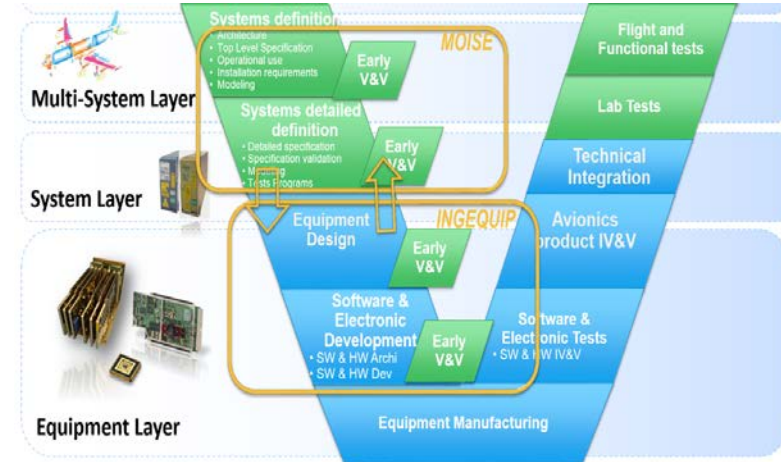 Systems definition
• Architecture
• Top Level Specification
• Operational use
• Installation requirements
• Modeling
Early
V&V
MOISE
Flight and
Functional tests
Multi-System Layer
Systems detailed
definition
• Detailed specification
• Specification validation
• Modeling
• Tests Programs
Early
V&V
Lab Tests
Technical
Integration
System Layer
Equipment
Design
INGEQUIP
Early
V&V
Avionics
product IV&V
Software &
Electronic
Development
• SW & HW Archi
• SW & HW Dev
Early
V&V
Software &
Electronic Tests
• SW & HW IV&V
Equipment Layer
Equipment Manufacturing